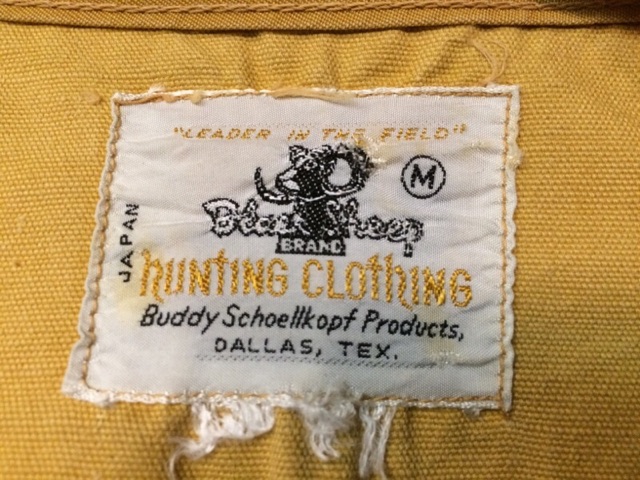 "LEADER IN THE FIELD"
M
Black Sheep
BRAND
JAPAN
HUNTING CLOTHING
Buddy Schoellkopf Products,
DALLAS, TEX.